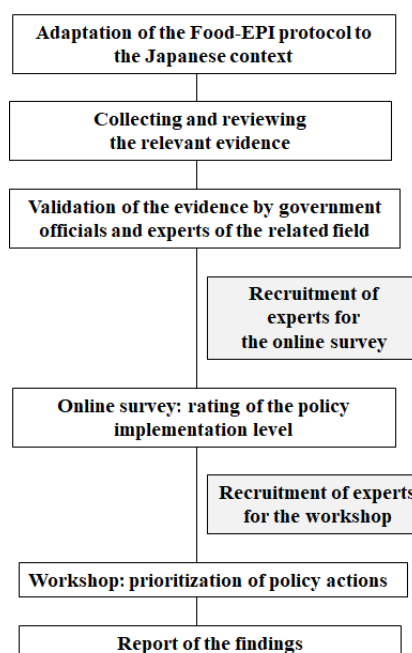 Adaptation of the Food-EPI protocol to
the Japanese context
Collecting and reviewing
the relevant evidence
Validation of the evidence by government
officials and experts of the related field
Recruitment of
experts for
the online survey
Online survey: rating of the policy
implementation level
Recruitment of experts
for the workshop
Workshop: prioritization of policy actions
Report of the findings